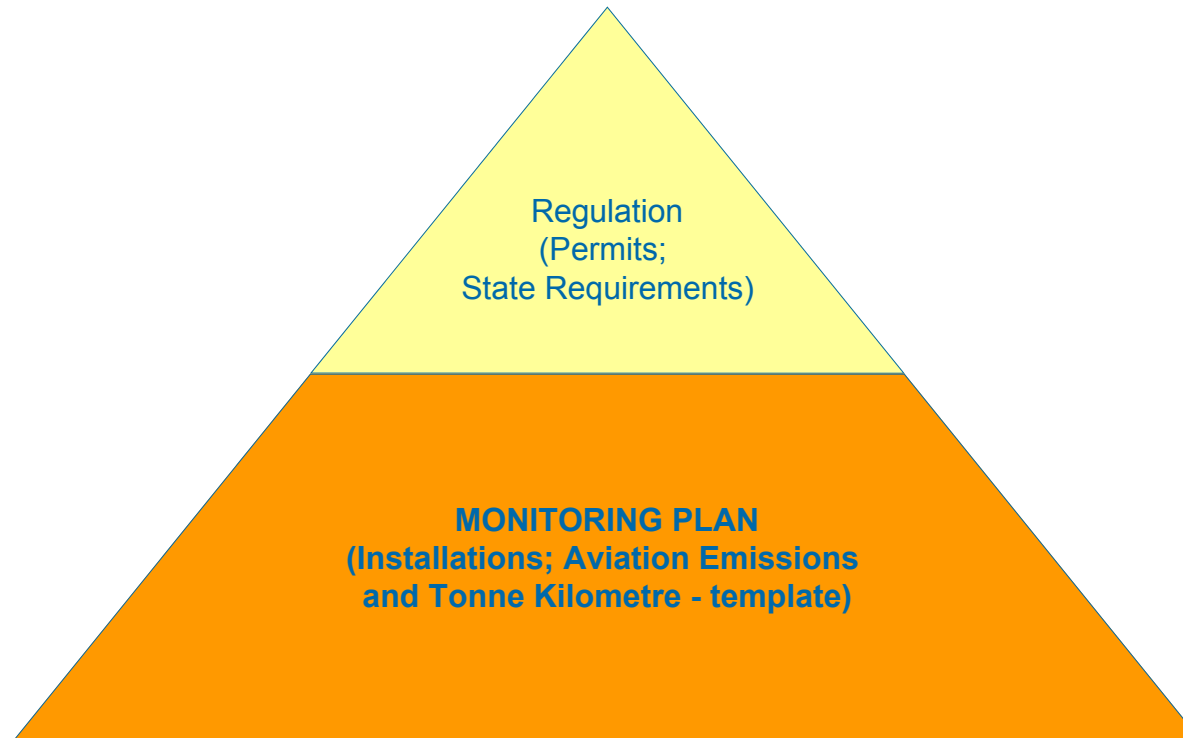 Regulation
(Permits;
State Requirements)
MONITORING PLAN
(Installations; Aviation Emissions
and Tonne Kilometre - template)